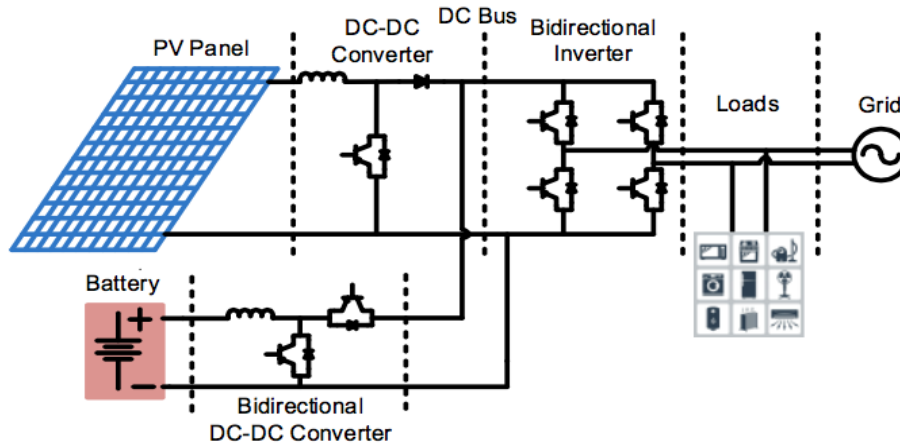 PV Panel
DC-DC
Converter
DC Bus
Bidirectional
Inverter
Loads
Grid
Battery
+
−
Bidirectional
DC-DC Converter